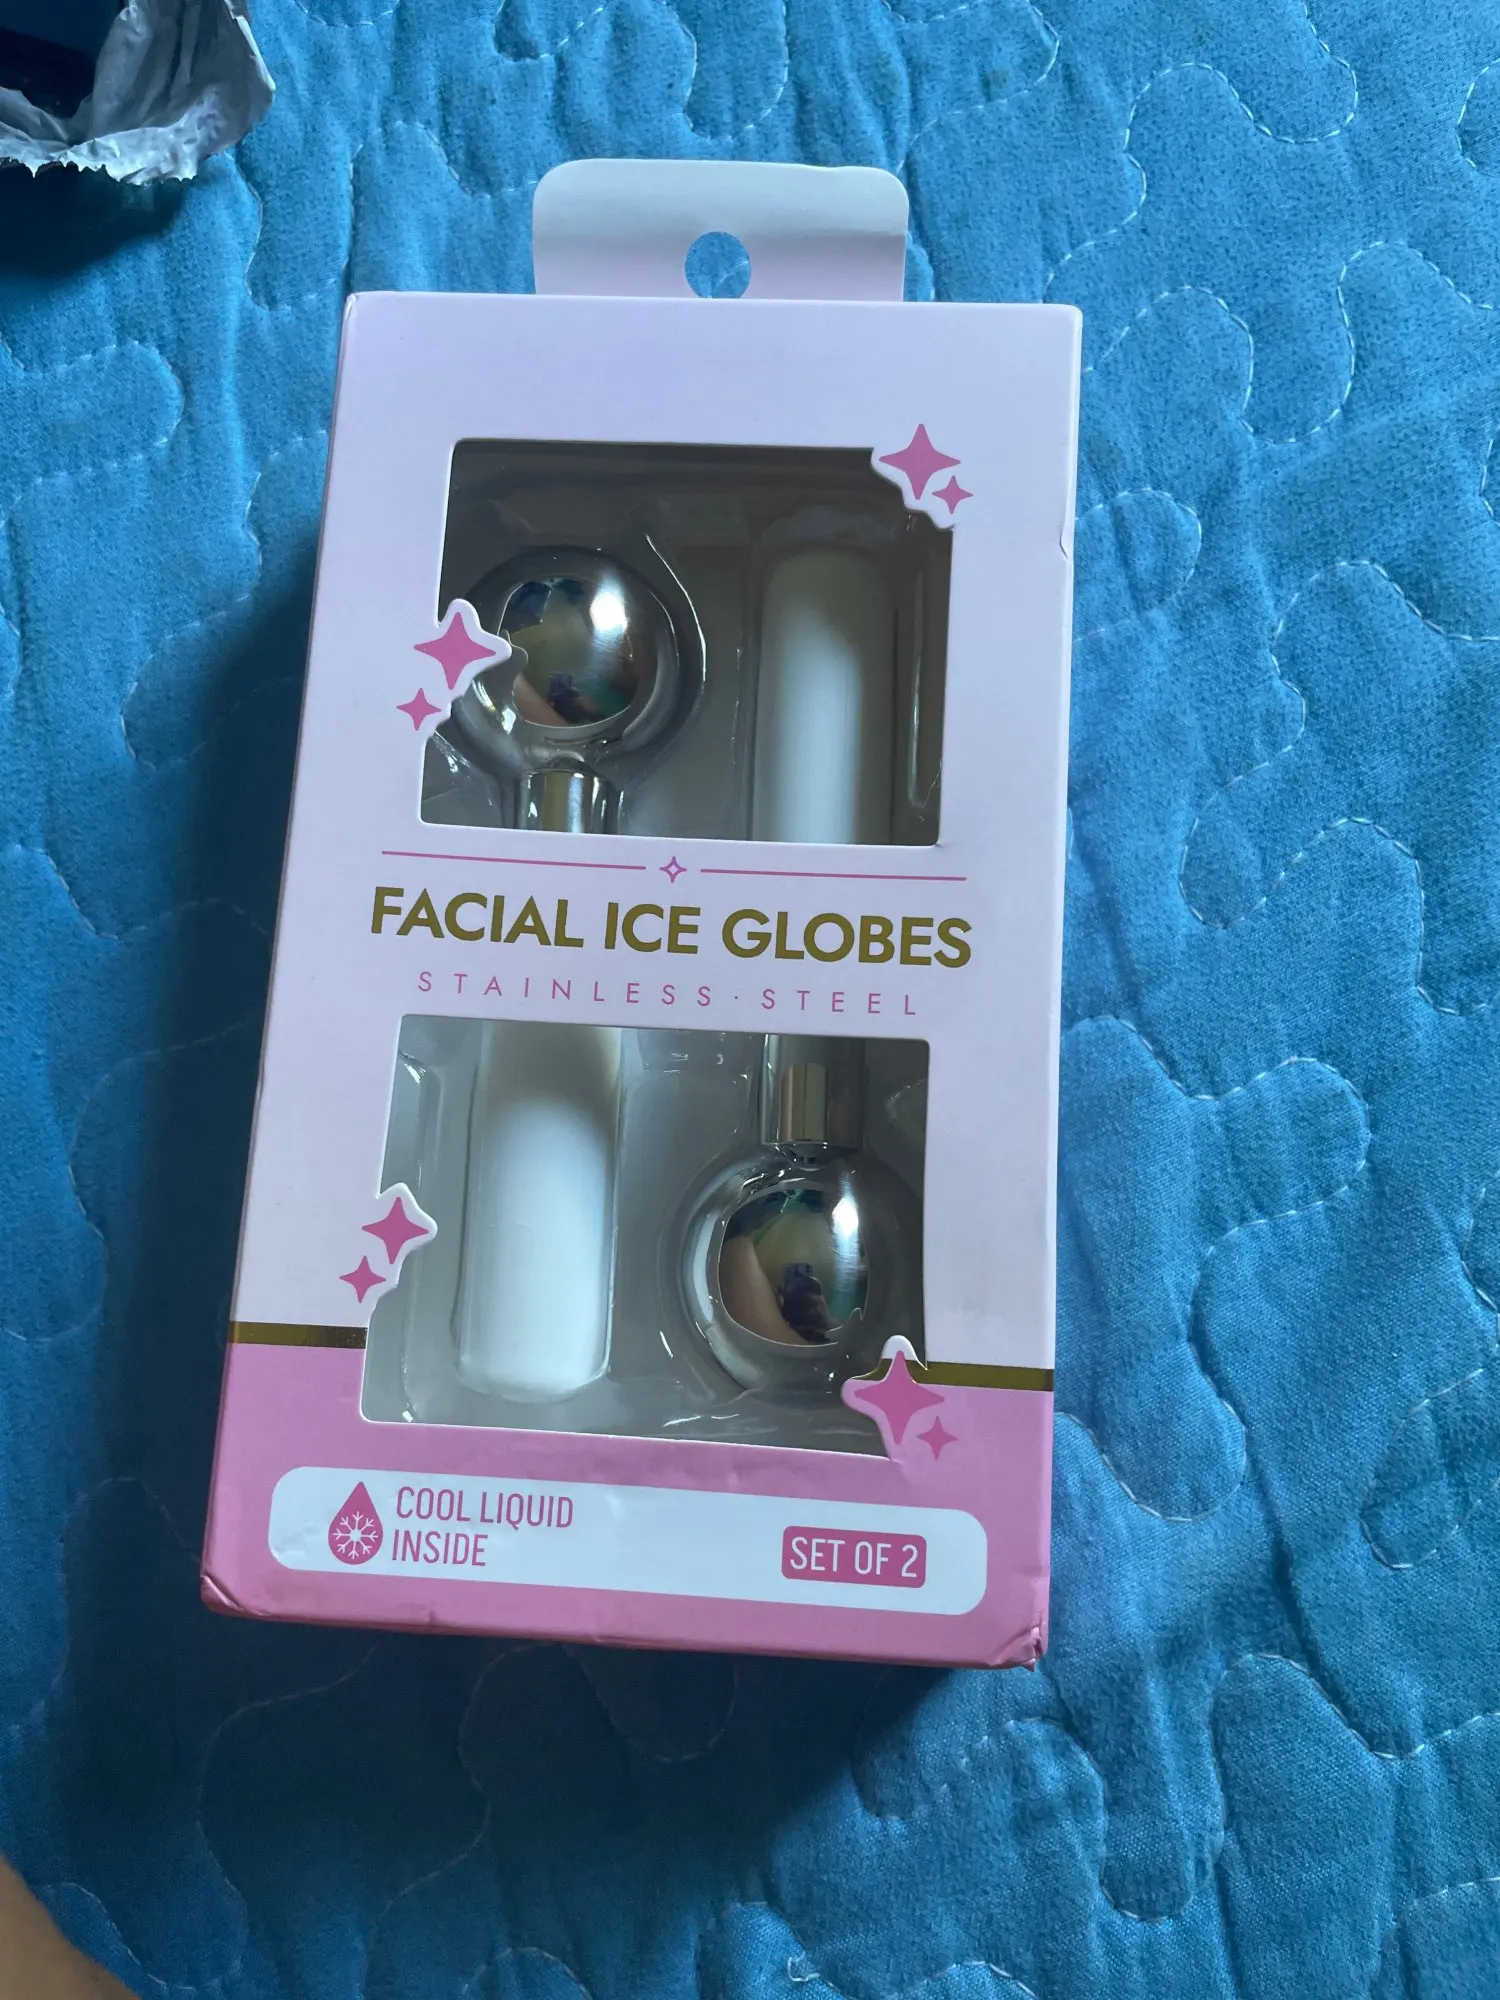 FACIAL ICE GLOBES
STAINLESS·STEEL
COOL LIQUID
INSIDE
SET OF 2